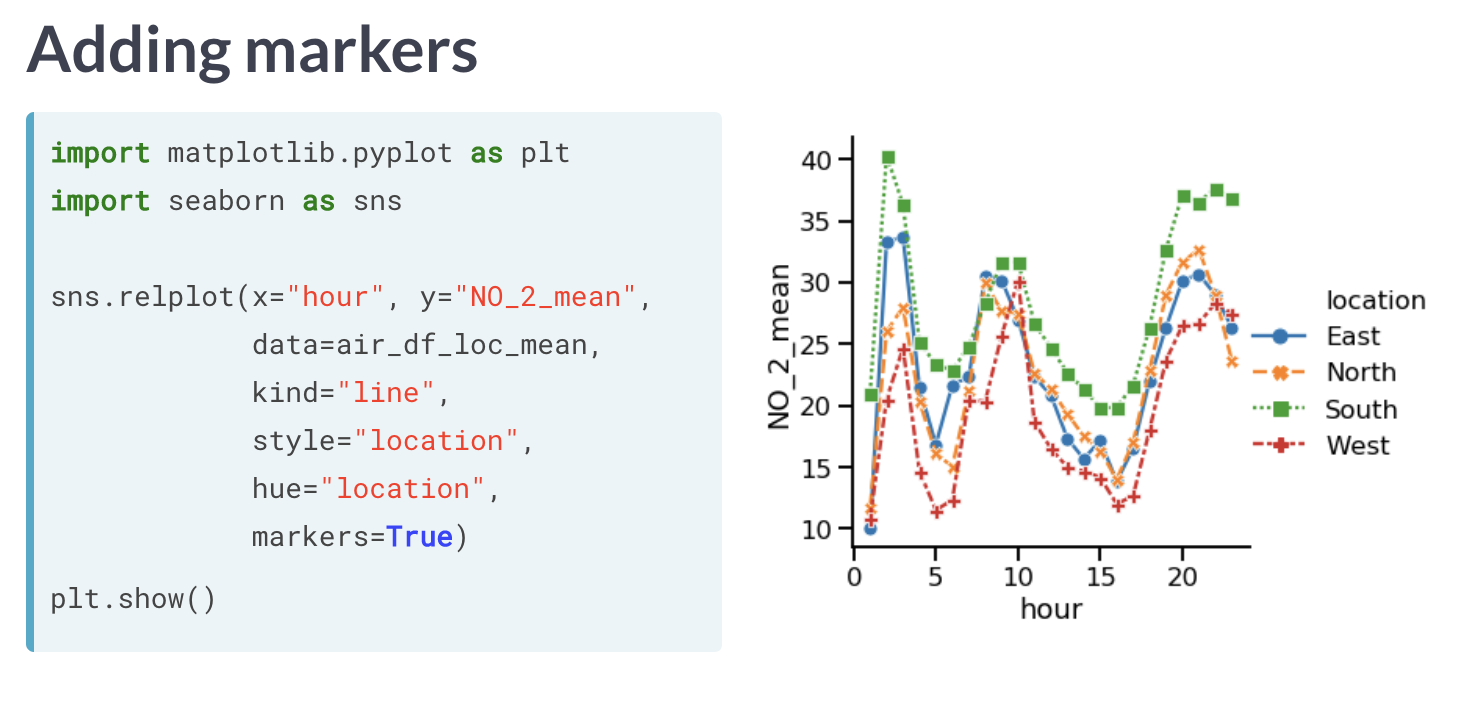 Adding markers
import matplotlib.pyplot as plt
import seaborn as sns
sns.relplot(x="hour", y="NO_2_mean",
            data=air_df_loc_mean,
            kind="line",
            style="location",
            hue="location",
            markers=True)
plt.show()
40
35
30
25
20
15
10
NO_2_mean
0 5 10 15 20
hour
location
East
North
South
West